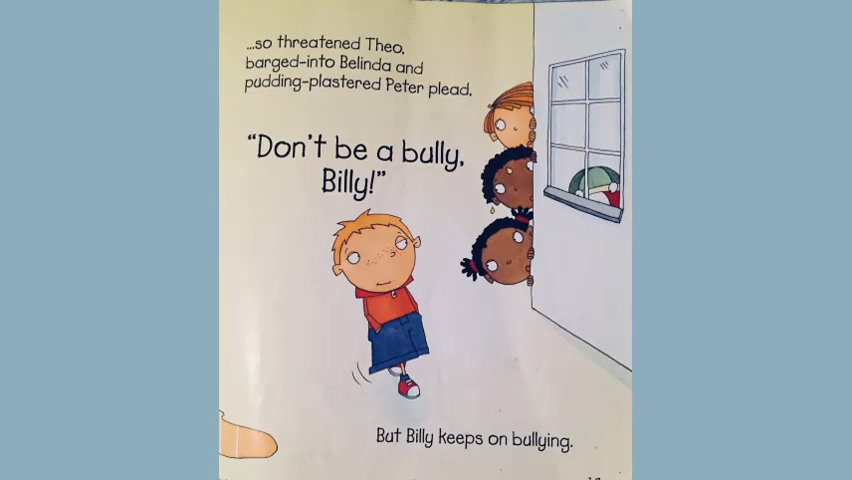 ...so threatened Theo,
barged-into Belinda and
pudding-plastered Peter plead,
"Don't be a bully,
Billy!"
But Billy keeps on bullying.